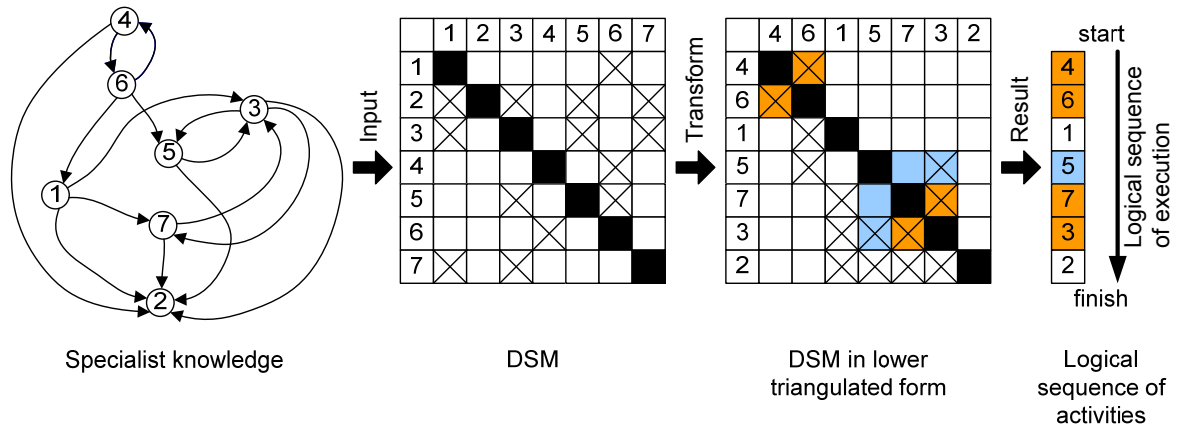 4
6
3
5
1
7
2
Specialist knowledge
Input
1 2 3 4 5 6 7
1
2
3
4
5
6
7
DSM
Transform
4 6 1 5 7 3 2
4
6
1
5
7
3
2
DSM in lower
triangulated form
Result
start
4
6
1
5
7
3
2
Logical sequence
of execution
finish
Logical
sequence of
activities